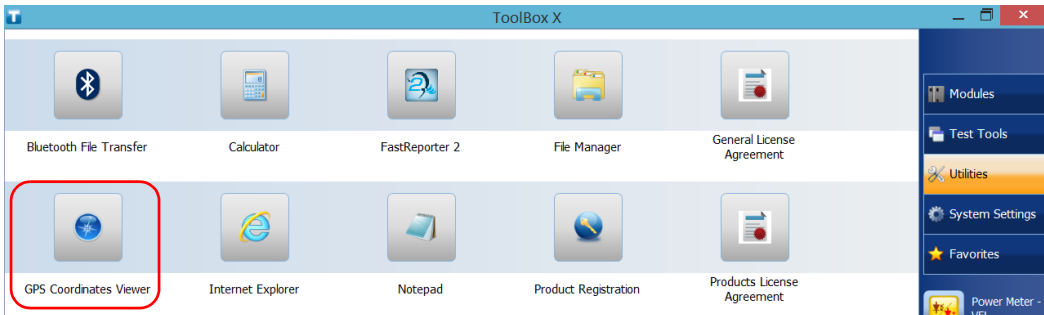 ToolBox X
Bluetooth File Transfer
Calculator
FastReporter 2
File Manager
General License
Agreement
GPS Coordinates Viewer
Internet Explorer
Notepad
Product Registration
Products License
Agreement
Modules
Test Tools
Utilities
System Settings
Favorites
Power Meter -